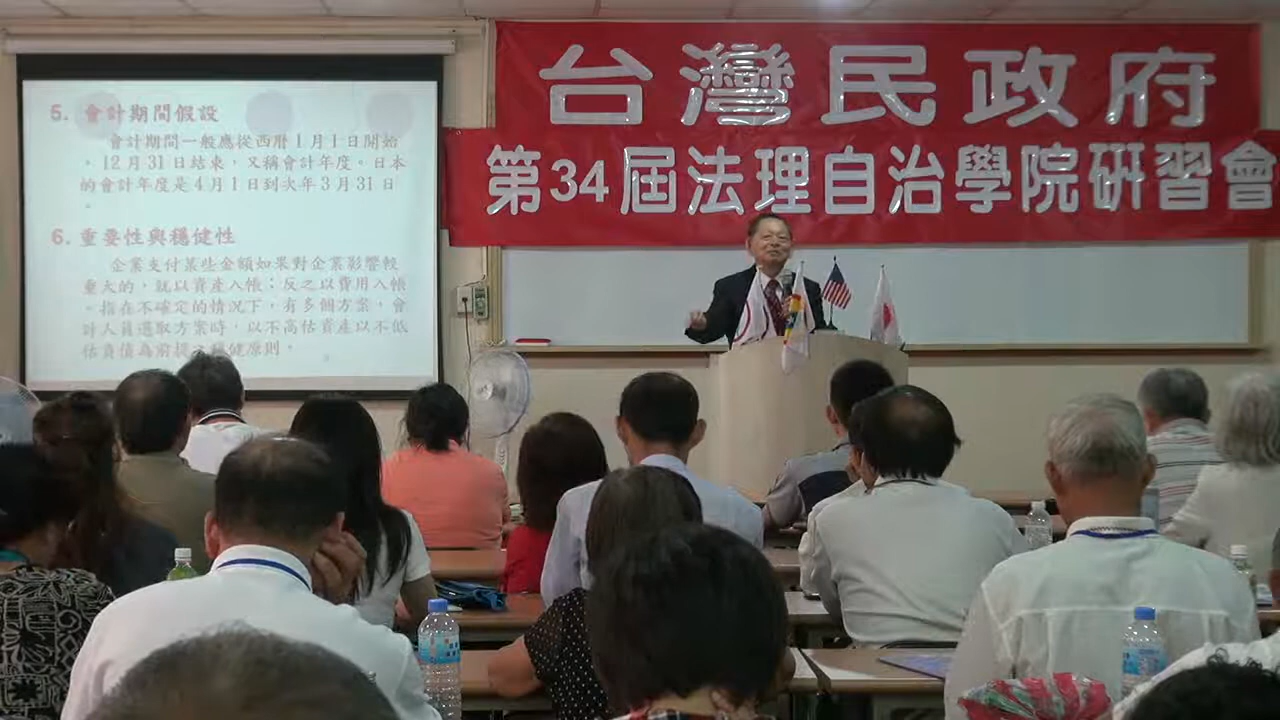 台灣民政府
第34屆法理自治學院研習會
5. 會計期間假設
會計期間一般應從西曆1月1日開始
。12月31日結束，又稱會計年度。日本
的會計年度是4月1日到次年3月31日
。
6. 重要性與穩健性
企業支付某些金額如果對企業影響較
重大的，就以資產入帳；反之以費用入帳
。指在不確定的情況下，有多個方案，會
計人員選取方案時，以不高估資產以不低
估負債為前提之穩健原則。